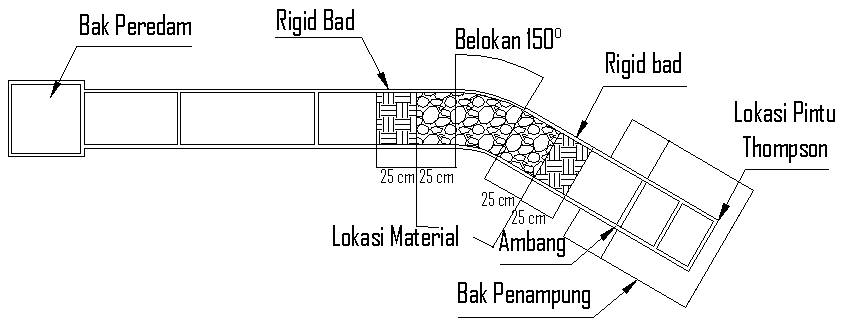 Bak Peredam
Rigid Bad
Belokan 150°
Rigid bad
Lokasi Pintu
Thompson
25 cm
25 cm
25 cm
25 cm
Lokasi Material
Ambang
Bak Penampung